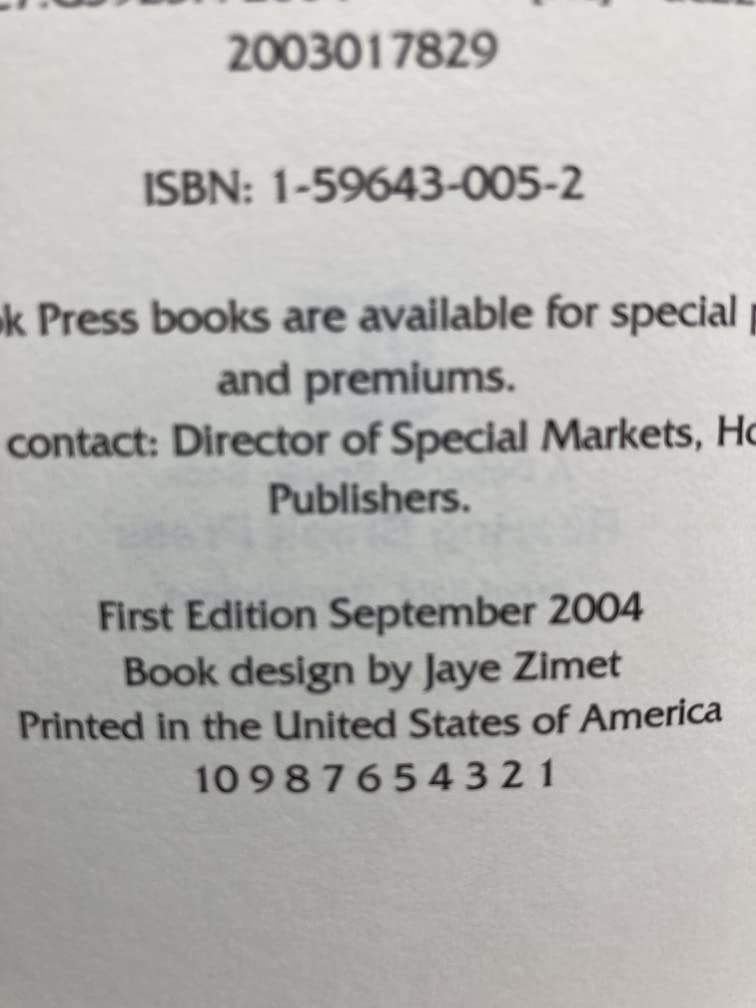 2003017829
ISBN: 1-59643-005-2
k Press books are available for special
and premiums.
contact: Director of Special Markets, Ho
Publishers.
First Edition September 2004
Book design by Jaye Zimet
Printed in the United States of America
10 9 8 7 6 5 4 3 2 1